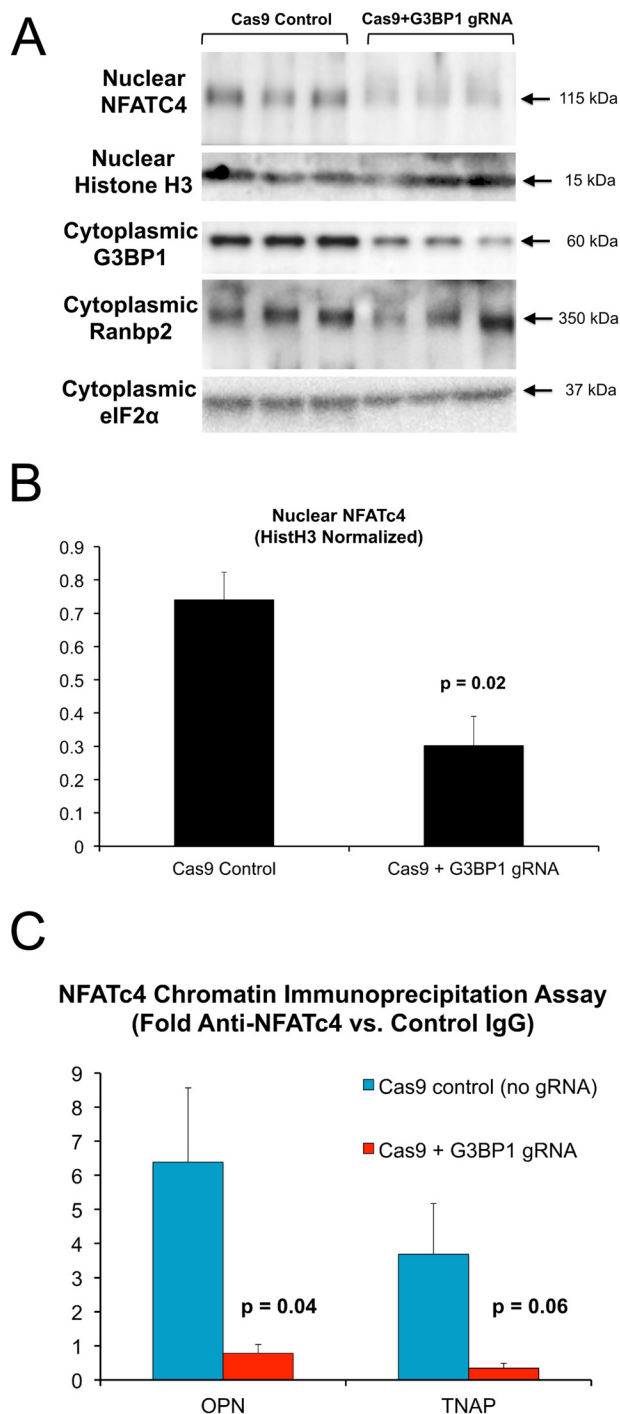 A
Cas9 Control
Cas9+G3BP1 gRNA
Nuclear
NFATC4
115 kDa
Nuclear
Histone H3
15 kDa
Cytoplasmic
G3BP1
60 kDa
Cytoplasmic
Ranbp2
350 kDa
Cytoplasmic
eIF2α
37 kDa
B
Nuclear NFATc4
(HistH3 Normalized)
0.9
0.8
0.7
0.6
0.5
0.4
0.3
0.2
0.1
0
p = 0.02
Cas9 Control
Cas9 + G3BP1 gRNA
C
NFATc4 Chromatin Immunoprecipitation Assay
(Fold Anti-NFATc4 vs. Control IgG)
9
8
7
6
5
4
3
2
1
0
Cas9 control (no gRNA)
Cas9 + G3BP1 gRNA
p = 0.04
p = 0.06
OPN
TNAP